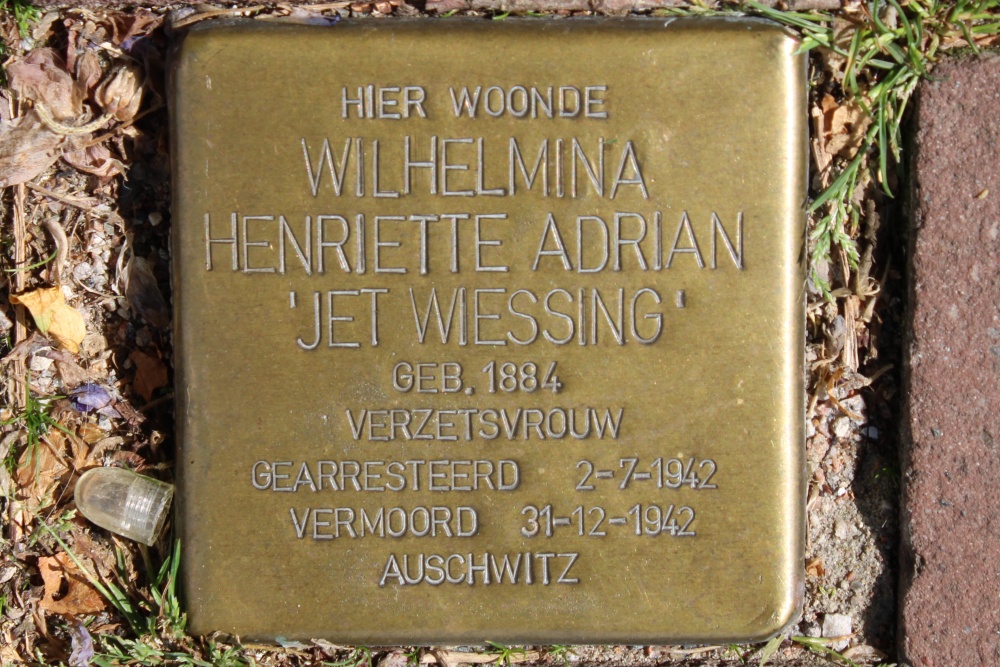 HIER WOONDE
WILHELMINA
HENRIETTE ADRIAN
'JET WIESSING'
GEB. 1884
VERZETSVROUW
GEARRESTEERD 2-7-1942
VERMOORD 31-12-1942
AUSCHWITZ